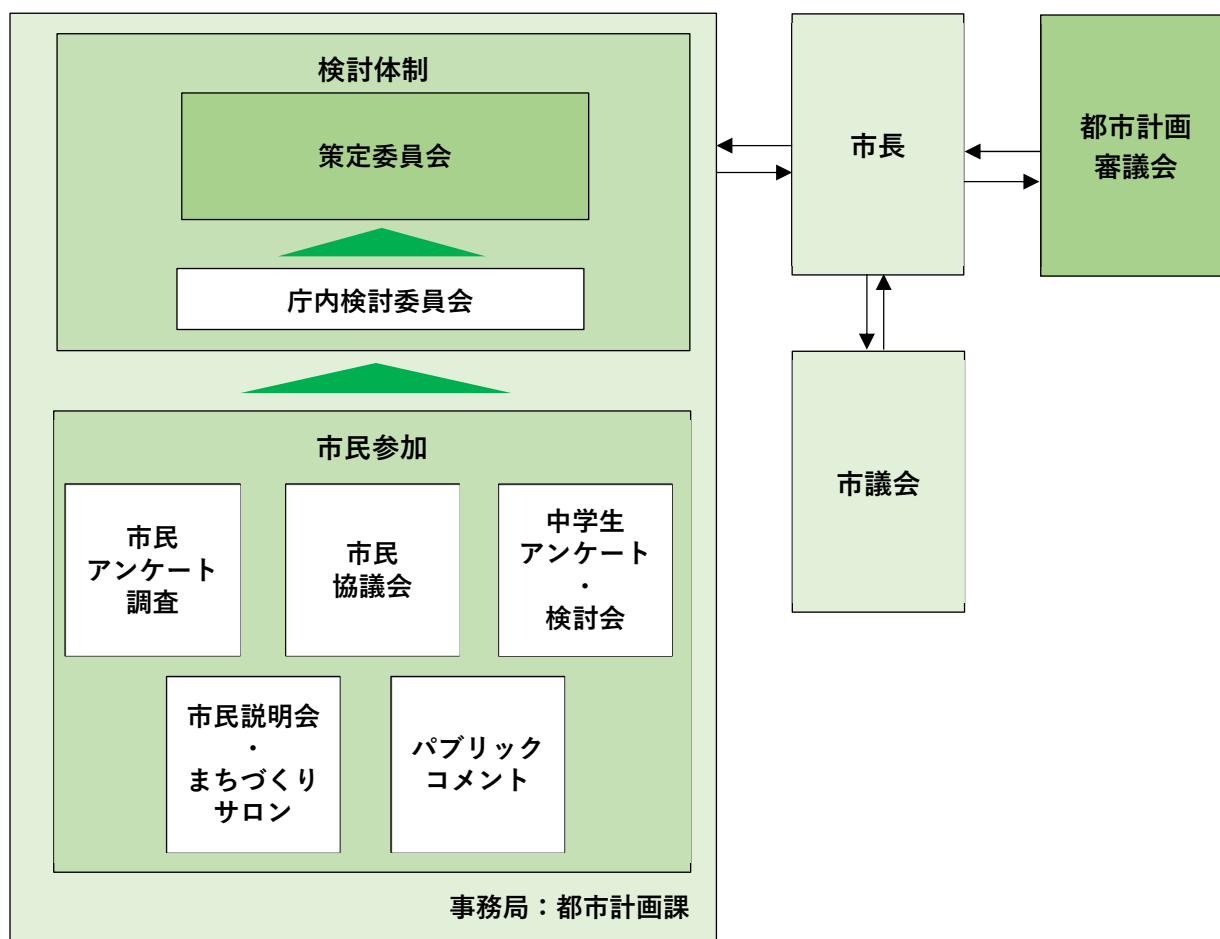 検討体制
策定委員会
庁内検討委員会
市民参加
市民
アンケート
調査
市民
協議会
中学生
アンケート
・
検討会
市民説明会
・
まちづくり
サロン
パブリック
コメント
事務局：都市計画課
市長
都市計画
審議会
市議会